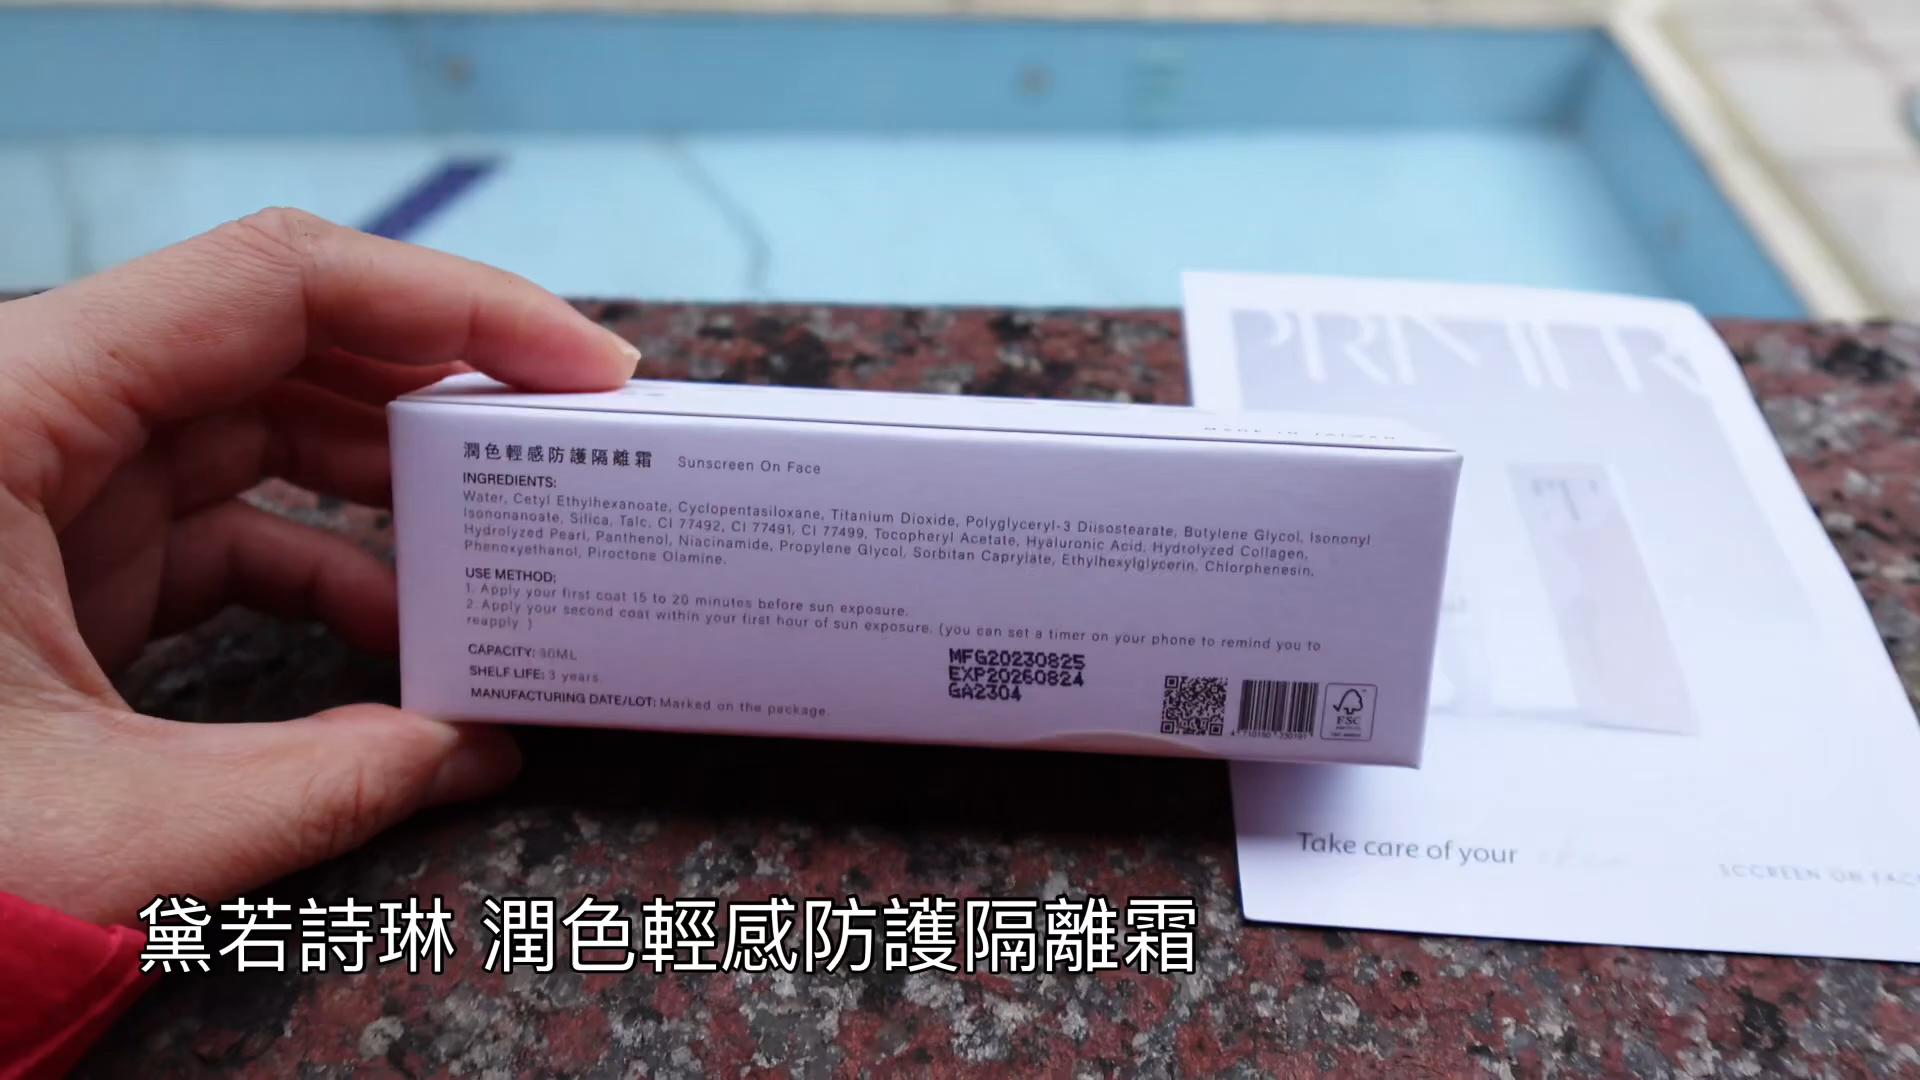 PRIMER
MADE IN TAIWAN
潤色輕感防護隔離霜 Sunscreen On Face
INGREDIENTS:
Water, Cetyl Ethylhexanoate, Cyclopentasiloxane, Titanium Dioxide, Polyglyceryl-3 Diisostearate, Butylene Glycol, Isononyl
Isononanoate, Silica, Talc, CI 77492, CI 77491, CI 77499, Tocopheryl Acetate, Hyaluronic Acid, Hydrolyzed Collagen,
Hydrolyzed Pearl, Panthenol, Niacinamide, Propylene Glycol, Sorbitan Caprylate, Ethylhexylglycerin, Chlorphenesin,
Phenoxyethanol, Piroctone Olamine.
USE METHOD:
1. Apply your first coat 15 to 20 minutes before sun exposure.
2. Apply your second coat within your first hour of sun exposure. (you can set a timer on your phone to remind you to
reapply )
CAPACITY: 30ML
SHELF LIFE: 3 years.
MANUFACTURING DATE/LOT: Marked on the package.
MFG20230825
EXP20260824
GA2304
FSC
Take care of your
黛若詩琳 潤色輕感防護隔離霜